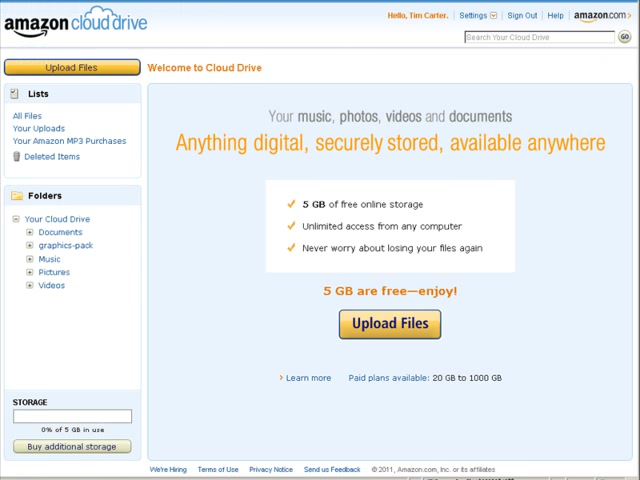 amazon cloud drive
Hello, Tim Carter.
Settings
Sign Out
Help
amazon.com
Search Your Cloud Drive
GO
Upload Files
Welcome to Cloud Drive
Lists
All Files
Your Uploads
Your Amazon MP3 Purchases
Deleted Items
Folders
Your Cloud Drive
Documents
graphics-pack
Music
Pictures
Videos
STORAGE
0% of 5 GB in use
Buy additional storage
Your music, photos, videos and documents
Anything digital, securely stored, available anywhere
5 GB of free online storage
Unlimited access from any computer
Never worry about losing your files again
5 GB are free—enjoy!
Upload Files
Learn more
Paid plans available: 20 GB to 1000 GB
We're Hiring
Terms of Use
Privacy Notice
Send us Feedback
© 2011, Amazon.com, Inc. or its affiliates